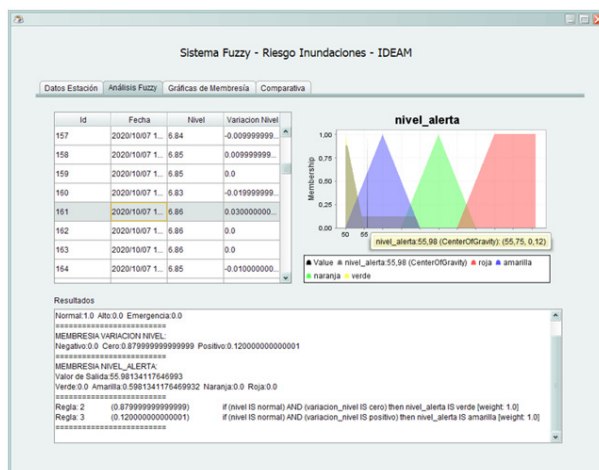 Sistema Fuzzy - Riesgo Inundaciones - IDEAM
Datos Estación Análisis Fuzzy Gráficas de Membresía Comparativa
Id Fecha Nivel Variacion Nivel
157 2020/10/07 1... 6.84 -0.009999999...
158 2020/10/07 1... 6.85 0.009999999...
159 2020/10/07 1... 6.85 0.0
160 2020/10/07 1... 6.83 -0.019999999...
161 2020/10/07 1... 6.86 0.030000000...
162 2020/10/07 1... 6.86 0.0
163 2020/10/07 1... 6.86 0.0
164 2020/10/07 1... 6.85 -0.010000000...
nivel_alerta
Membership
1,00
0,75
0,50
0,25
0,00
50 55
nivel_alerta:55,98 (CenterOfGravity): (55,75, 0,12)
Value nivel_alerta:55,98 (CenterOfGravity) roja amarilla
naranja verde
Resultados
Normal:1.0 Alto:0.0 Emergencia:0.0
=========================
MEMBRESIA VARIACION NIVEL:
Negativo:0.0 Cero:0.879999999999999 Positivo:0.120000000000001
=========================
MEMBRESIA NIVEL_ALERTA:
Valor de Salida:55.98134117646993
Verde:0.0 Amarilla:0.5981341176469932 Naranja:0.0 Roja:0.0
=========================
Regla: 2 (0.879999999999999) if (nivel IS normal) AND (variacion_nivel IS cero) then nivel_alerta IS verde [weight: 1.0]
Regla: 3 (0.120000000000001) if (nivel IS normal) AND (variacion_nivel IS positivo) then nivel_alerta IS amarilla [weight: 1.0]
=========================